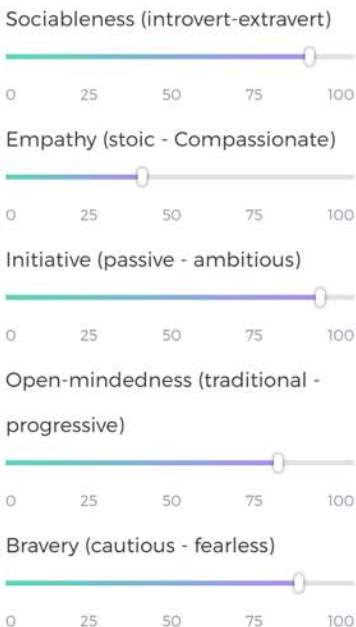 Sociableness (introvert-extravert)
0 25 50 75 100
Empathy (stoic - Compassionate)
0 25 50 75 100
Initiative (passive - ambitious)
0 25 50 75 100
Open-mindedness (traditional -
progressive)
0 25 50 75 100
Bravery (cautious - fearless)
0 25 50 75 100